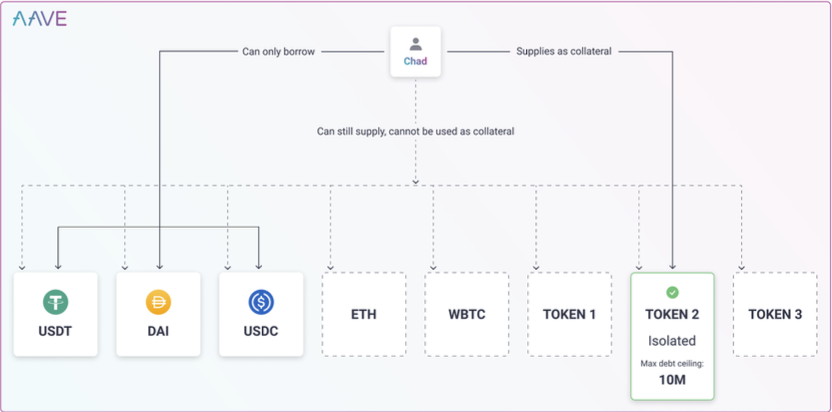 AAVE
Can only borrow
Chad
Supplies as collateral
Can still supply, cannot be used as collateral
USDT
DAI
USDC
ETH
WBTC
TOKEN 1
TOKEN 2
Isolated
Max debt ceiling:
10M
TOKEN 3